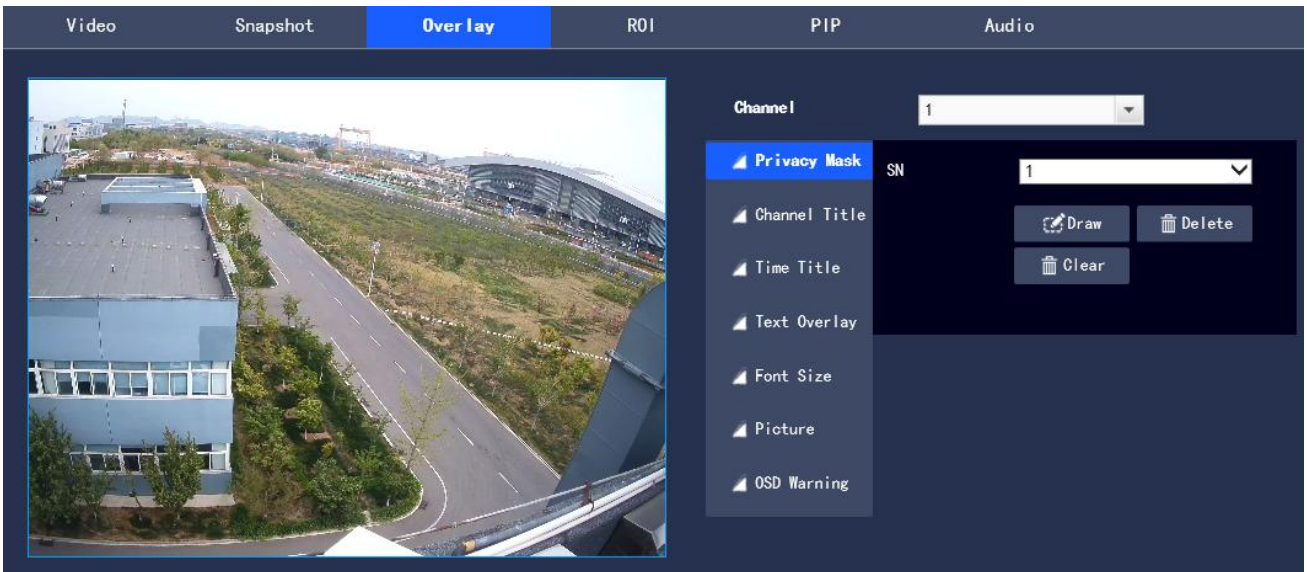 Video Snapshot Overlay ROI PIP Audio
Channel 1
Privacy Mask
SN 1
Channel Title
Draw Delete
Time Title
Clear
Text Overlay
Font Size
Picture
OSD Warning